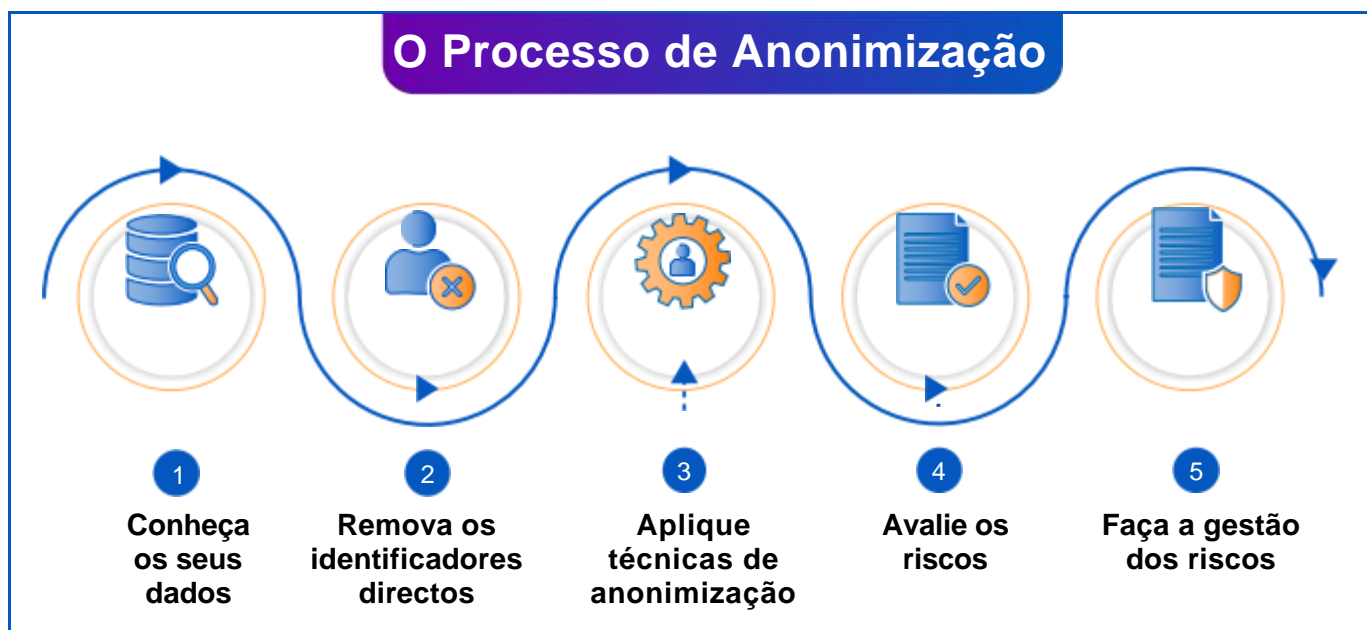 O Processo de Anonimização
1
Conheça
os seus
dados
2
Remova os
identificadores
directos
3
Aplique
técnicas de
anonimização
4
Avalie os
riscos
5
Faça a gestão
dos riscos